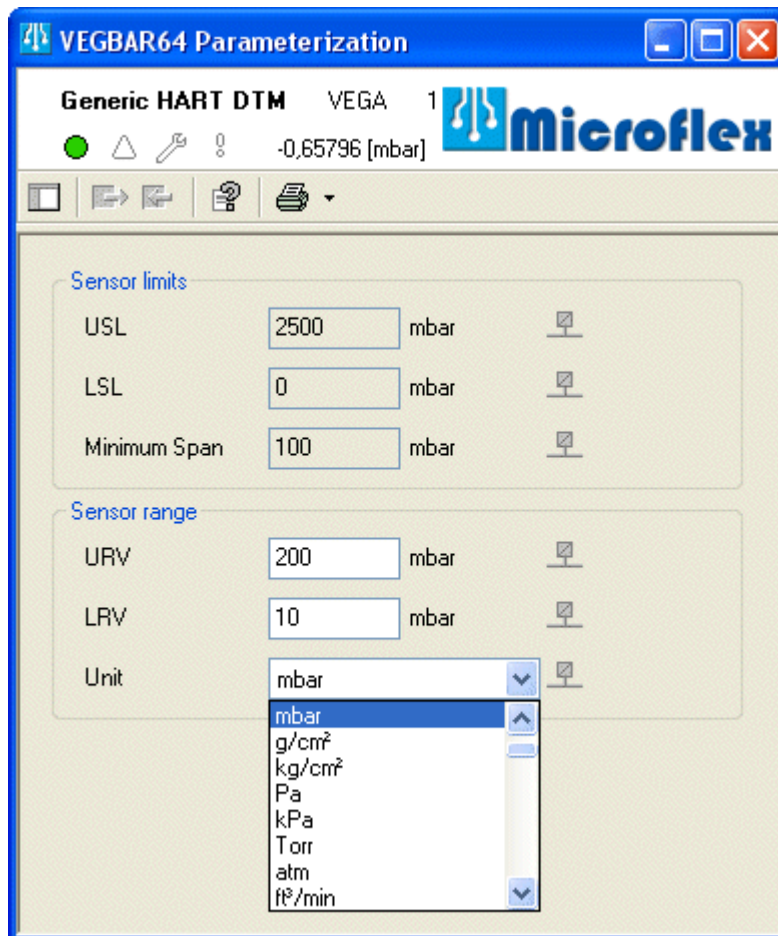 VEGBAR64 Parameterization
Generic HART DTM VEGA 1
Microflex
-0,65796 [mbar]
Sensor limits
USL 2500 mbar
LSL 0 mbar
Minimum Span 100 mbar
Sensor range
URV 200 mbar
LRV 10 mbar
Unit mbar
mbar
g/cm²
kg/cm²
Pa
kPa
Torr
atm
ft³/min